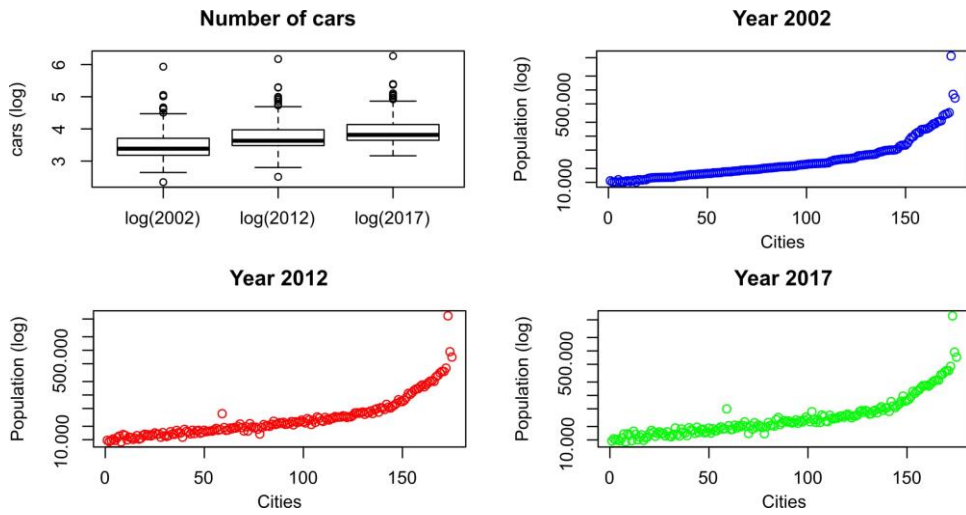 Number of cars
cars (log)
6
5
4
3
log(2002) log(2012) log(2017)
Year 2002
Population (log)
500.000
10.000
0 50 100 150
Cities
Year 2012
Population (log)
500.000
10.000
0 50 100 150
Cities
Year 2017
Population (log)
500.000
10.000
0 50 100 150
Cities